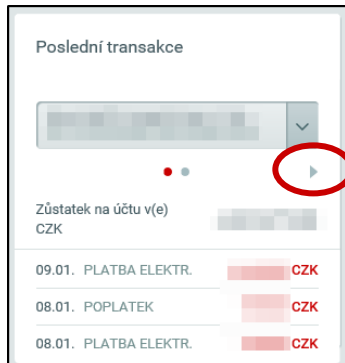 Poslední transakce
Zůstatek na účtu v(e)
CZK
09.01. PLATBA ELEKTR. CZK
08.01. POPLATEK CZK
08.01. PLATBA ELEKTR. CZK